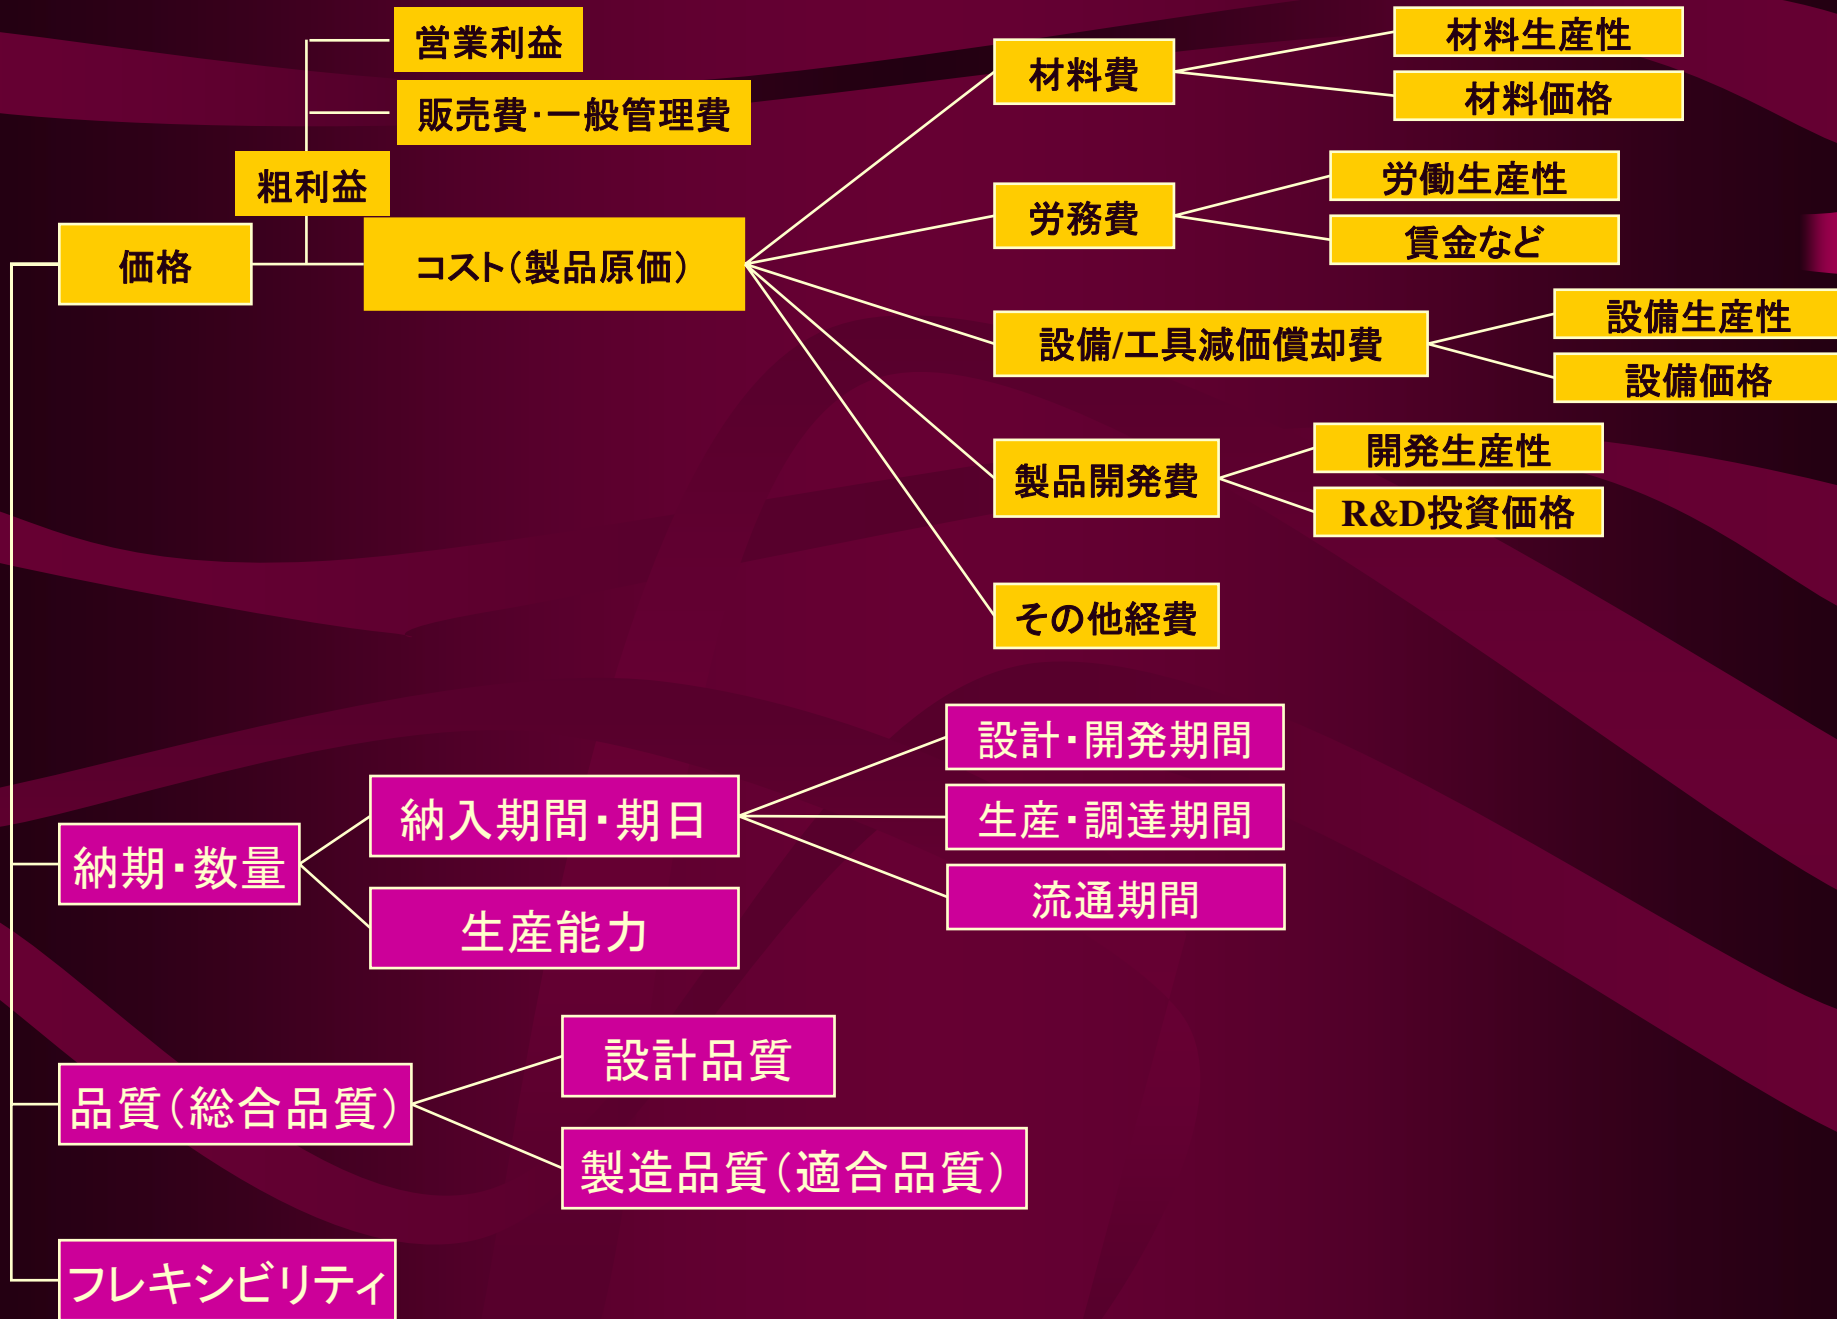 営業利益
販売費・一般管理費
粗利益
価格
コスト(製品原価)
材料費
材料生産性
材料価格
労務費
労働生産性
賃金など
設備/工具減価償却費
設備生産性
設備価格
製品開発費
開発生産性
R&D投資価格
その他経費
納期・数量
納入期間・期日
設計・開発期間
生産・調達期間
流通期間
生産能力
品質(総合品質)
設計品質
製造品質(適合品質)
フレキシビリティ